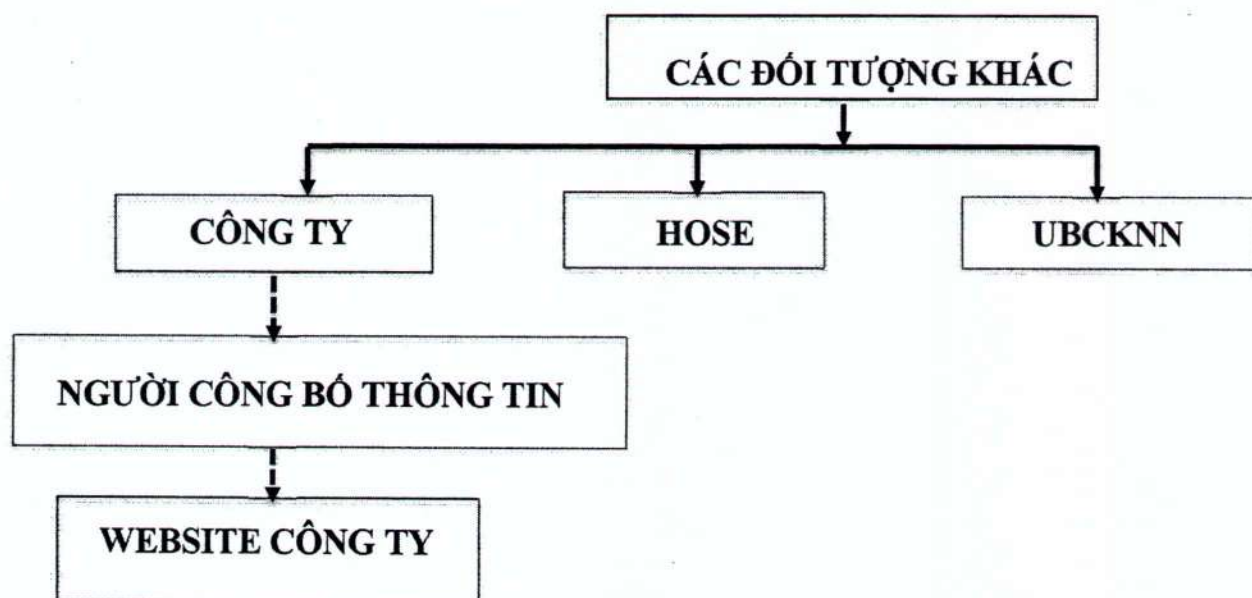 CÁC ĐỐI TƯỢNG KHÁC
CÔNG TY
HOSE
UBCKNN
NGƯỜI CÔNG BỐ THÔNG TIN
WEBSITE CÔNG TY